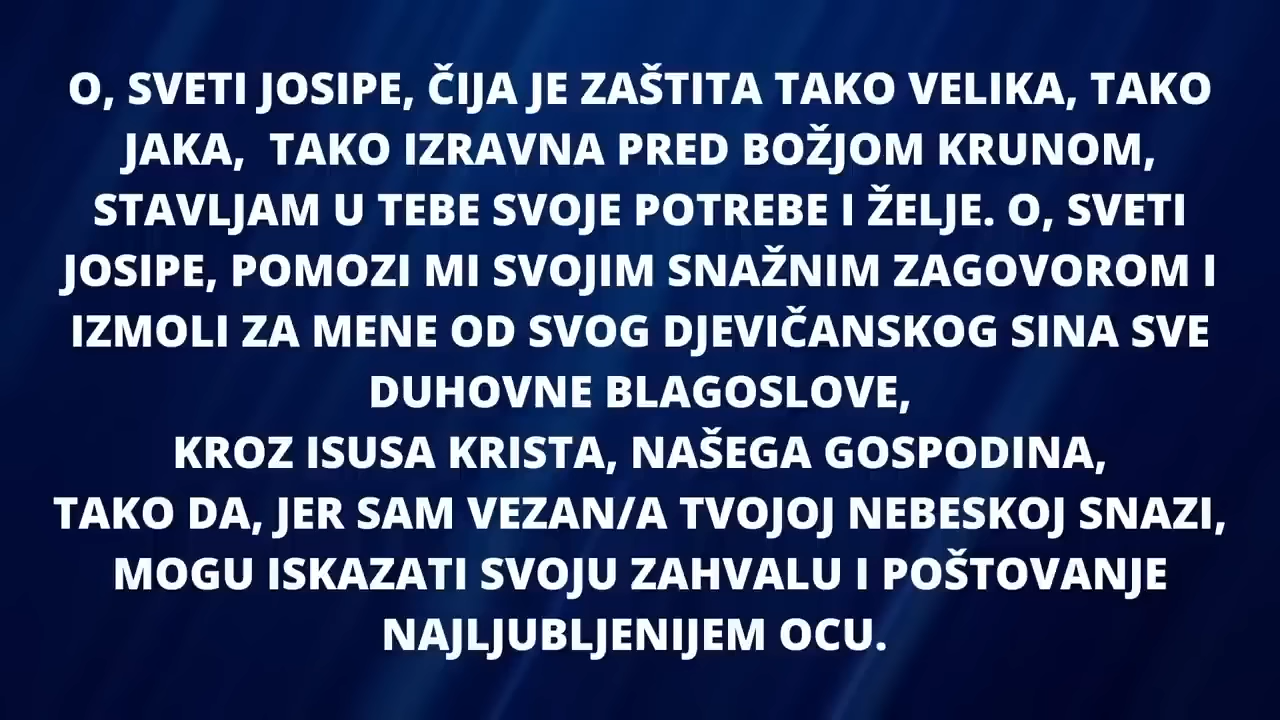 O, SVETI JOSIPE, ČIJA JE ZAŠTITA TAKO VELIKA, TAKO
JAKA, TAKO IZRAVNA PRED BOŽJOM KRUNOM,
STAVLJAM U TEBE SVOJE POTREBE I ŽELJE. O, SVETI
JOSIPE, POMOZI MI SVOJIM SNAŽNIM ZAGOVOROM I
IZMOLI ZA MENE OD SVOG DJEVIČANSKOG SINA SVE
DUHOVNE BLAGOSLOVE,
KROZ ISUSA KRISTA, NAŠEGA GOSPODINA,
TAKO DA, JER SAM VEZAN/A TVOJOJ NEBESKOJ SNAZI,
MOGU ISKAZATI SVOJU ZAHVALU I POŠTOVANJE
NAJLJUBLJENIJEM OCU.